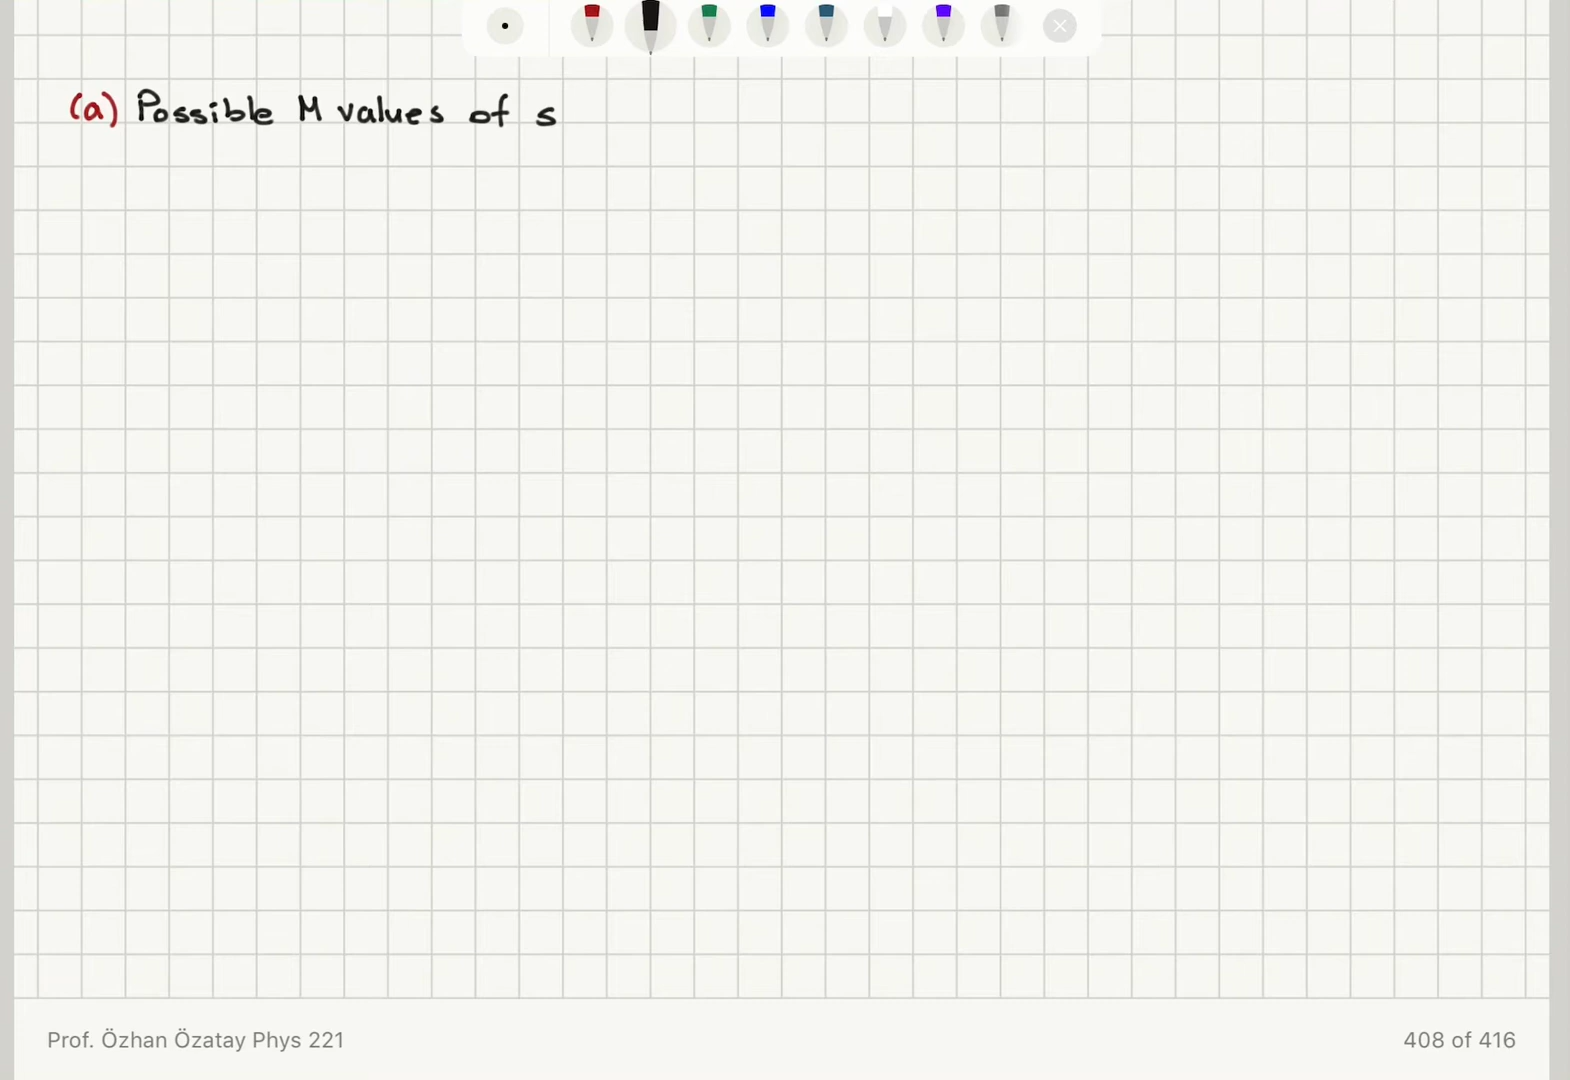 (a) Possible M values of s
Prof. Özhan Özatay Phys 221
408 of 416